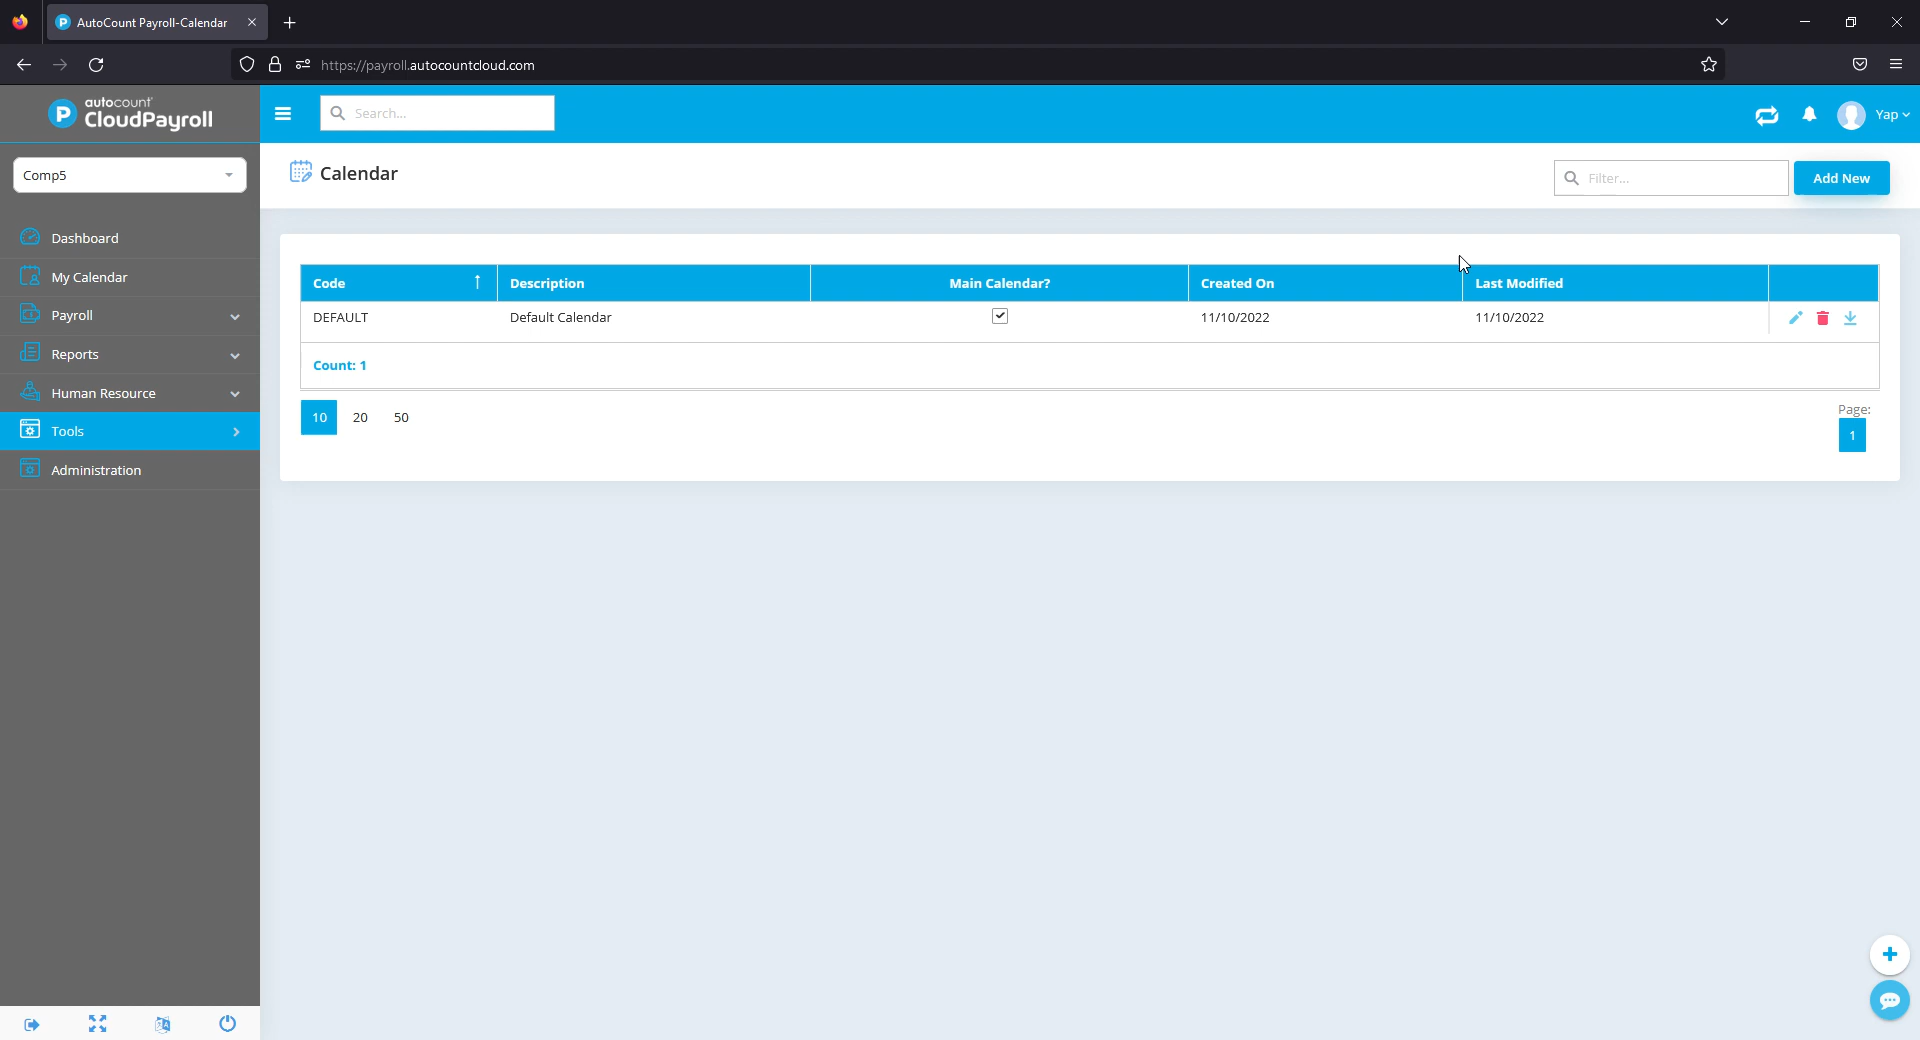 AutoCount Payroll-Calendar
https://payroll.autocountcloud.com
autocount
CloudPayroll
Search...
Yap
Comp5
Calendar
Filter...
Add New
Dashboard
My Calendar
Payroll
Reports
Human Resource
Tools
Administration
Code Description Main Calendar? Created On Last Modified
DEFAULT Default Calendar 11/10/2022 11/10/2022
Count: 1
10 20 50
Page:
1